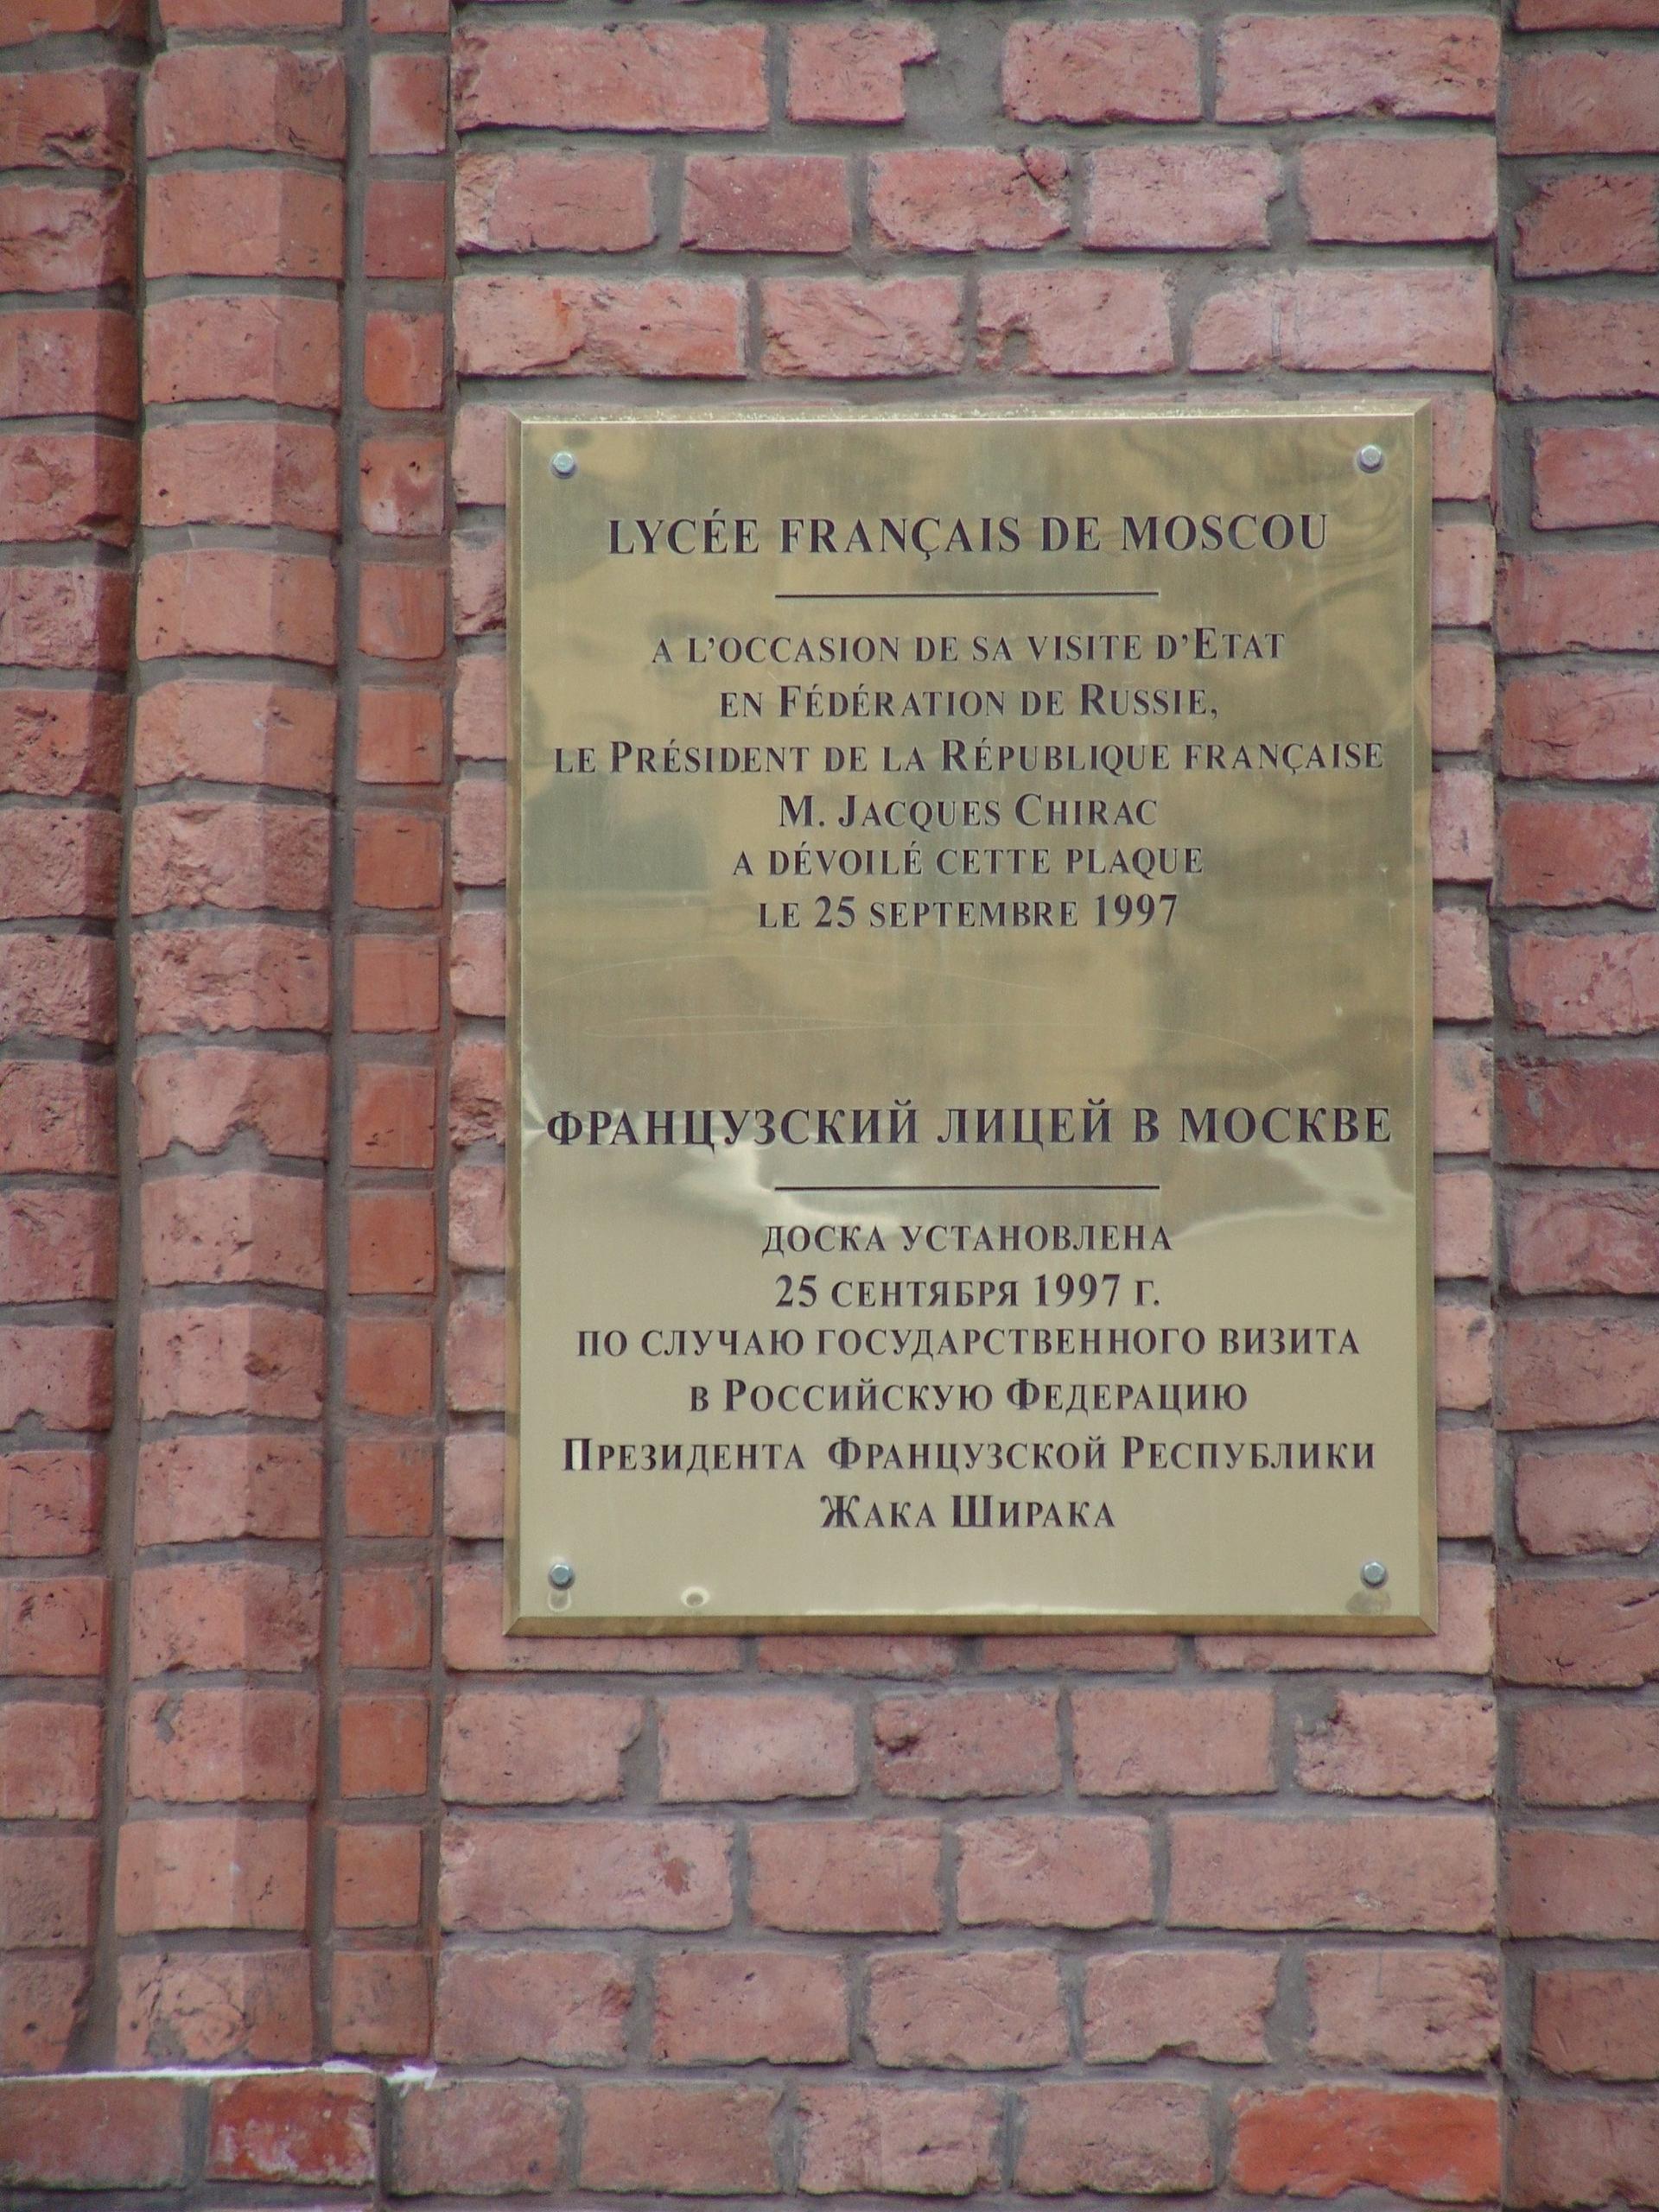 LYCÉE FRANÇAIS DE MOSCOU
A L'OCCASION DE SA VISITE D'ETAT
EN FÉDÉRATION DE RUSSIE,
LE PRÉSIDENT DE LA RÉPUBLIQUE FRANÇAISE
M. JACQUES CHIRAC
A DÉVOILÉ CETTE PLAQUE
LE 25 SEPTEMBRE 1997
ФРАНЦУЗСКИЙ ЛИЦЕЙ В МОСКВЕ
ДОСКА УСТАНОВЛЕНА
25 СЕНТЯБРЯ 1997 Г.
ПО СЛУЧАЮ ГОСУДАРСТВЕННОГО ВИЗИТА
В РОССИЙСКУЮ ФЕДЕРАЦИЮ
ПРЕЗИДЕНТА ФРАНЦУЗСКОЙ РЕСПУБЛИКИ
ЖАКА ШИРАКА